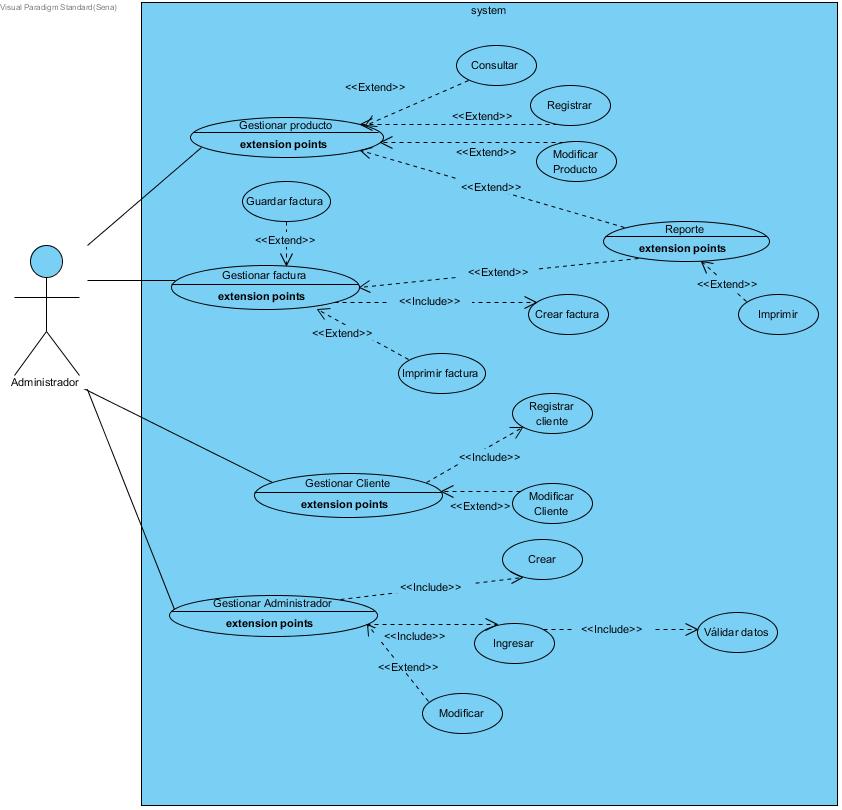 Visual Paradigm Standard(Sena)
system
Consultar
<<Extend>>
Registrar
<<Extend>>
Gestionar producto
extension points
<<Extend>>
Modificar
Producto
<<Extend>>
Guardar factura
Reporte
extension points
<<Extend>>
Gestionar factura
extension points
<<Extend>>
<<Extend>>
<<Include>>
Crear factura
Imprimir
<<Extend>>
Imprimir factura
Administrador
Registrar
cliente
<<Include>>
Gestionar Cliente
extension points
<<Extend>>
Modificar
Cliente
Crear
<<Include>>
Gestionar Administrador
extension points
<<Include>>
Ingresar
<<Include>>
Válidar datos
<<Extend>>
Modificar